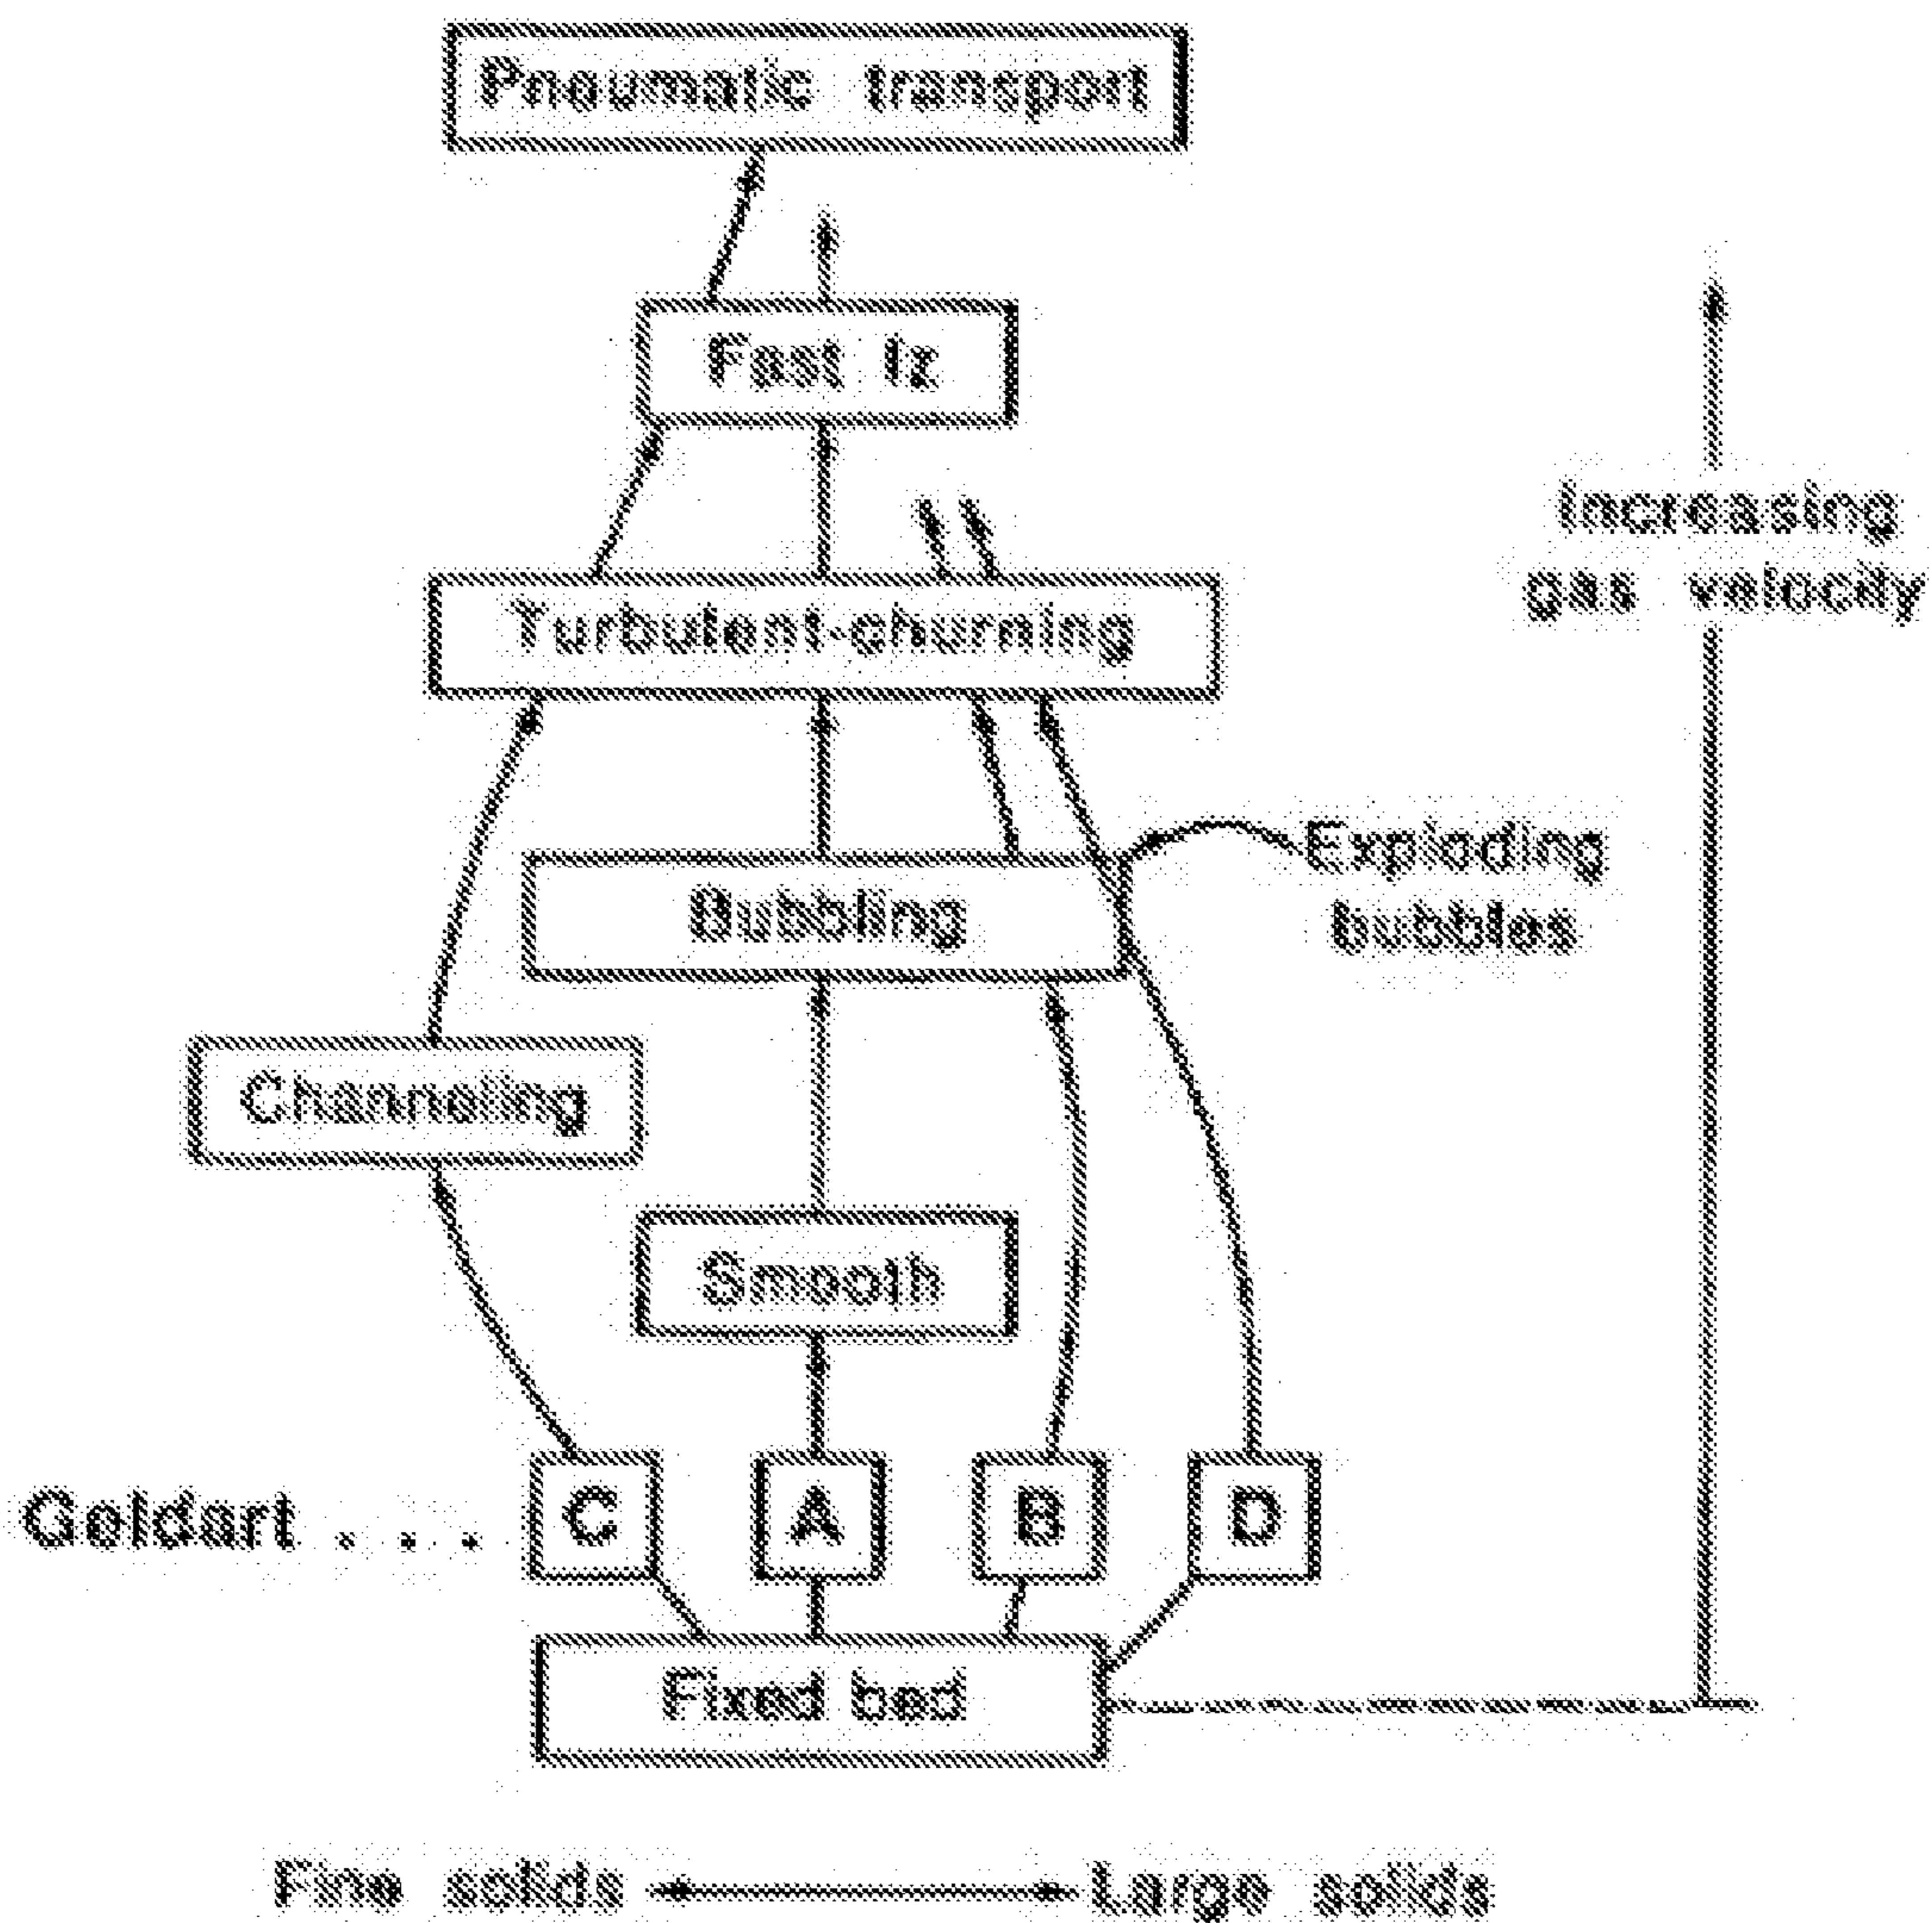 Pneumatic transport
Fast fz
Turbulent-churning
Increasing
gas velocity
Exploding
bubbles
Bubbling
Channeling
Smooth
Geldart . . .
C
A
B
D
Fixed bed
Fine solids
Large solids